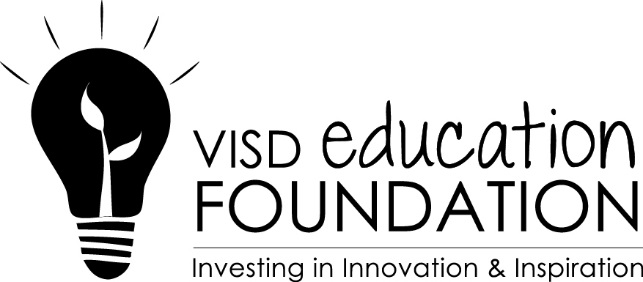 VISD education
FOUNDATION
Investing in Innovation & Inspiration